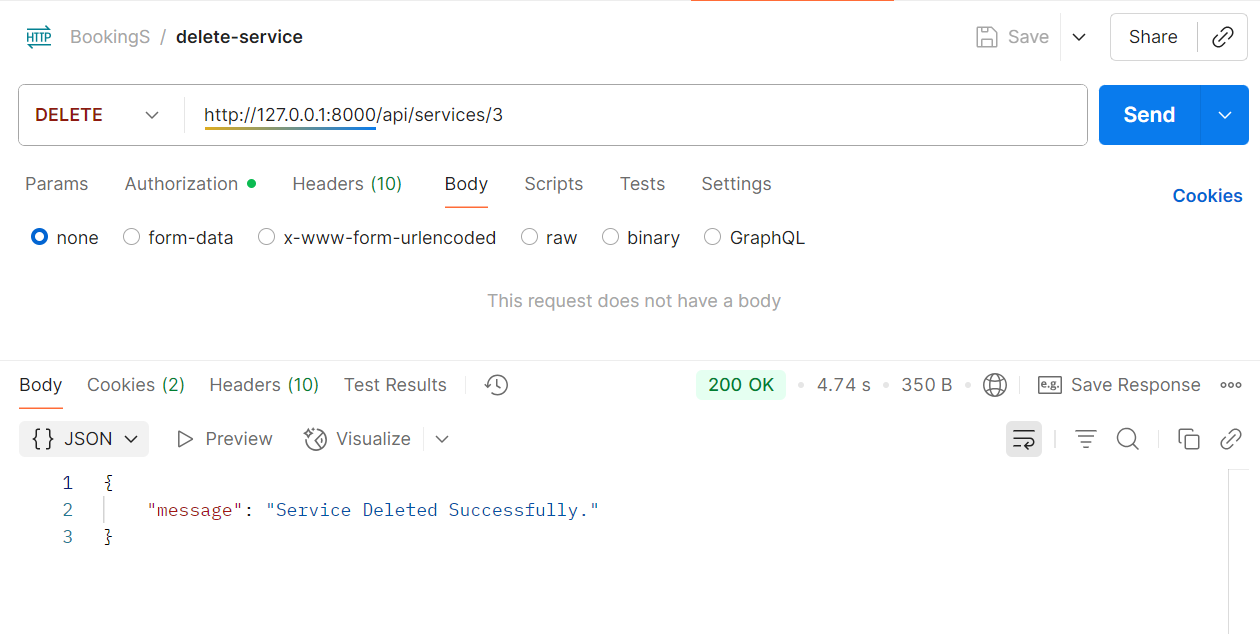 HTTP BookingS / delete-service Save Share
DELETE http://127.0.0.1:8000/api/services/3 Send
Params Authorization Headers (10) Body Scripts Tests Settings Cookies
none form-data x-www-form-urlencoded raw binary GraphQL
This request does not have a body
Body Cookies (2) Headers (10) Test Results 200 OK • 4.74 s • 350 B • e.g. Save Response
{} JSON Preview Visualize
1 {
2 "message": "Service Deleted Successfully."
3 }